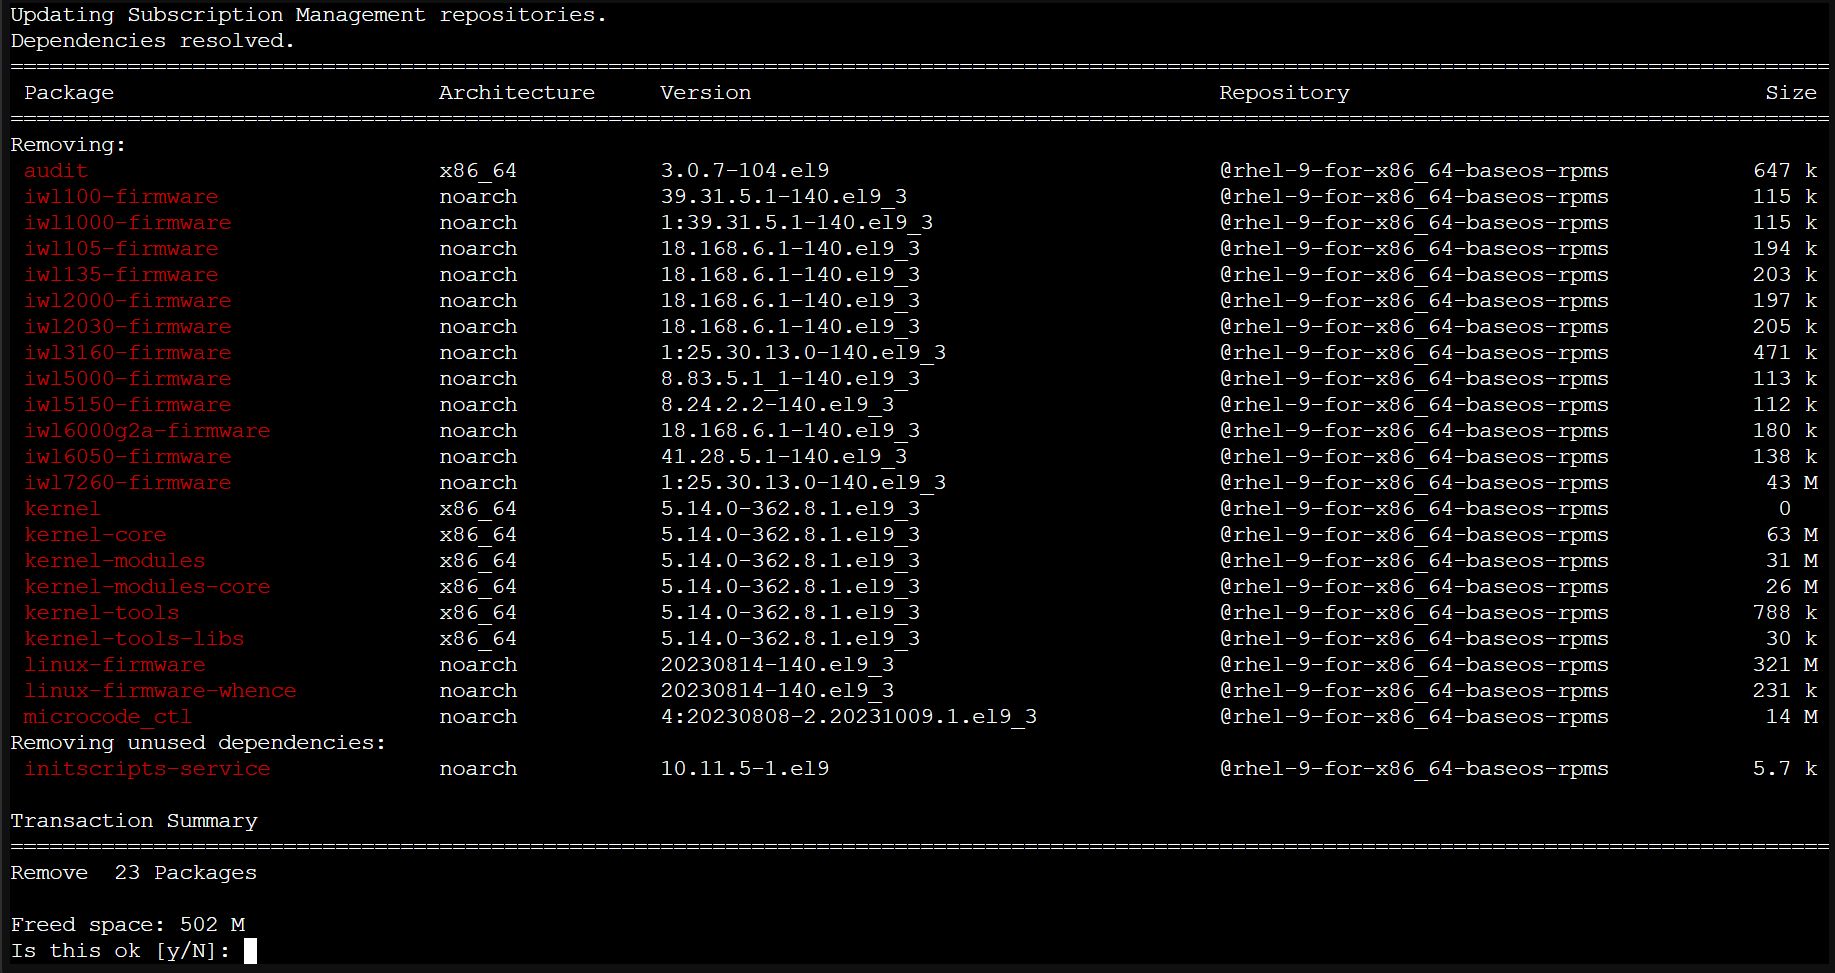 Updating Subscription Management repositories.
Dependencies resolved.
============================================================================================================================================
Package Architecture Version Repository Size
============================================================================================================================================
Removing:
audit x86_64 3.0.7-104.el9 @rhel-9-for-x86_64-baseos-rpms 647 k
iwl100-firmware noarch 39.31.5.1-140.el9_3 @rhel-9-for-x86_64-baseos-rpms 115 k
iwl1000-firmware noarch 1:39.31.5.1-140.el9_3 @rhel-9-for-x86_64-baseos-rpms 115 k
iwl105-firmware noarch 18.168.6.1-140.el9_3 @rhel-9-for-x86_64-baseos-rpms 194 k
iwl135-firmware noarch 18.168.6.1-140.el9_3 @rhel-9-for-x86_64-baseos-rpms 203 k
iwl2000-firmware noarch 18.168.6.1-140.el9_3 @rhel-9-for-x86_64-baseos-rpms 197 k
iwl2030-firmware noarch 18.168.6.1-140.el9_3 @rhel-9-for-x86_64-baseos-rpms 205 k
iwl3160-firmware noarch 1:25.30.13.0-140.el9_3 @rhel-9-for-x86_64-baseos-rpms 471 k
iwl5000-firmware noarch 8.83.5.1_1-140.el9_3 @rhel-9-for-x86_64-baseos-rpms 113 k
iwl5150-firmware noarch 8.24.2.2-140.el9_3 @rhel-9-for-x86_64-baseos-rpms 112 k
iwl6000g2a-firmware noarch 18.168.6.1-140.el9_3 @rhel-9-for-x86_64-baseos-rpms 180 k
iwl6050-firmware noarch 41.28.5.1-140.el9_3 @rhel-9-for-x86_64-baseos-rpms 138 k
iwl7260-firmware noarch 1:25.30.13.0-140.el9_3 @rhel-9-for-x86_64-baseos-rpms 43 M
kernel x86_64 5.14.0-362.8.1.el9_3 @rhel-9-for-x86_64-baseos-rpms 0
kernel-core x86_64 5.14.0-362.8.1.el9_3 @rhel-9-for-x86_64-baseos-rpms 63 M
kernel-modules x86_64 5.14.0-362.8.1.el9_3 @rhel-9-for-x86_64-baseos-rpms 31 M
kernel-modules-core x86_64 5.14.0-362.8.1.el9_3 @rhel-9-for-x86_64-baseos-rpms 26 M
kernel-tools x86_64 5.14.0-362.8.1.el9_3 @rhel-9-for-x86_64-baseos-rpms 788 k
kernel-tools-libs x86_64 5.14.0-362.8.1.el9_3 @rhel-9-for-x86_64-baseos-rpms 30 k
linux-firmware noarch 20230814-140.el9_3 @rhel-9-for-x86_64-baseos-rpms 321 M
linux-firmware-whence noarch 20230814-140.el9_3 @rhel-9-for-x86_64-baseos-rpms 231 k
microcode_ctl noarch 4:20230808-2.20231009.1.el9_3 @rhel-9-for-x86_64-baseos-rpms 14 M
Removing unused dependencies:
initscripts-service noarch 10.11.5-1.el9 @rhel-9-for-x86_64-baseos-rpms 5.7 k
Transaction Summary
============================================================================================================================================
Remove 23 Packages
Freed space: 502 M
Is this ok [y/N]: